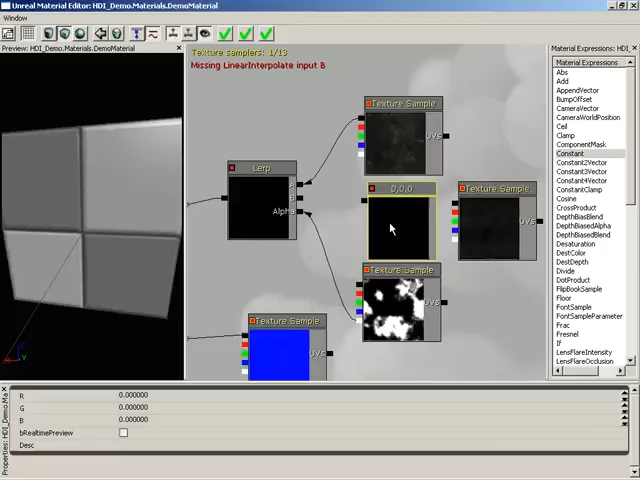 Unreal Material Editor: HDI_Demo.Materials.DemoMaterial
Window
Preview: HDI_Demo.Materials.DemoMaterial
Texture samplers: 1/13
Missing LinearInterpolate input B
Texture Sample
UVs
Lerp
A
B
Alpha
0,0,0
Texture Sample
UVs
Texture Sample
UVs
Texture Sample
UVs
Material Expressions: HDI_
Material Expressions
Abs
Add
AppendVector
BumpOffset
CameraVector
CameraWorldPosition
Ceil
Clamp
ComponentMask
Constant
Constant2Vector
Constant3Vector
Constant4Vector
ConstantClamp
Cosine
CrossProduct
DepthBiasBlend
DepthBiasedAlpha
DepthBiasedBlend
Desaturation
DestColor
DestDepth
Divide
DotProduct
FlipBookSample
Floor
FontSample
FontSampleParameter
Frac
Fresnel
If
LensFlareIntensity
LensFlareOcclusion
Properties: HDI_Demo.Ma
R 0.000000
G 0.000000
B 0.000000
bRealtimePreview
Desc